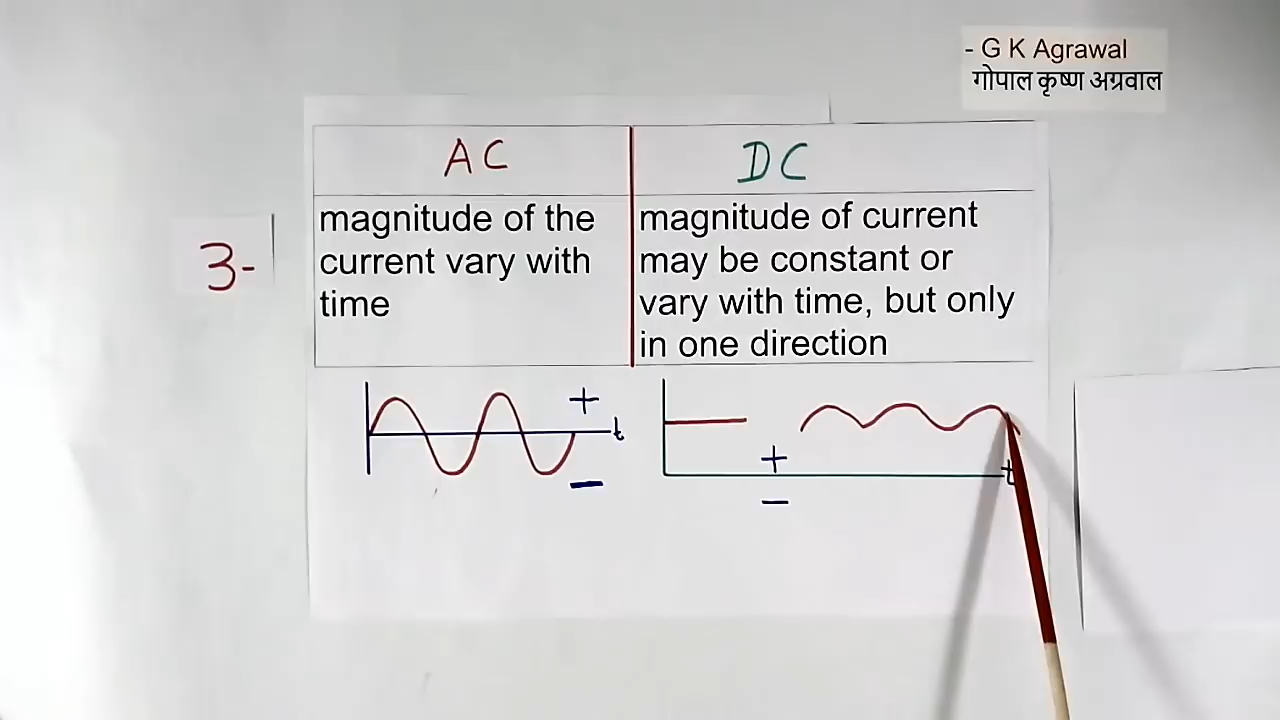 - G K Agrawal
गोपाल कृष्ण अग्रवाल
AC
DC
3-
magnitude of the
current vary with
time
magnitude of current
may be constant or
vary with time, but only
in one direction
+
t
-
+
-
t